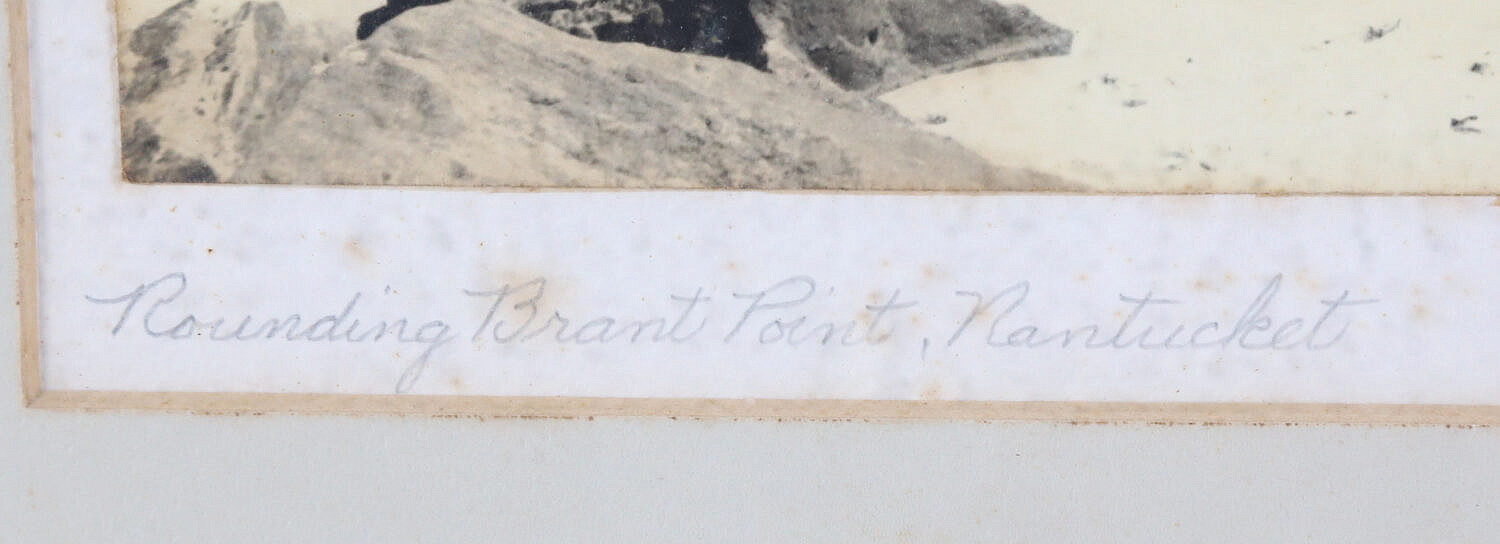 Rounding Brant Point, Nantucket